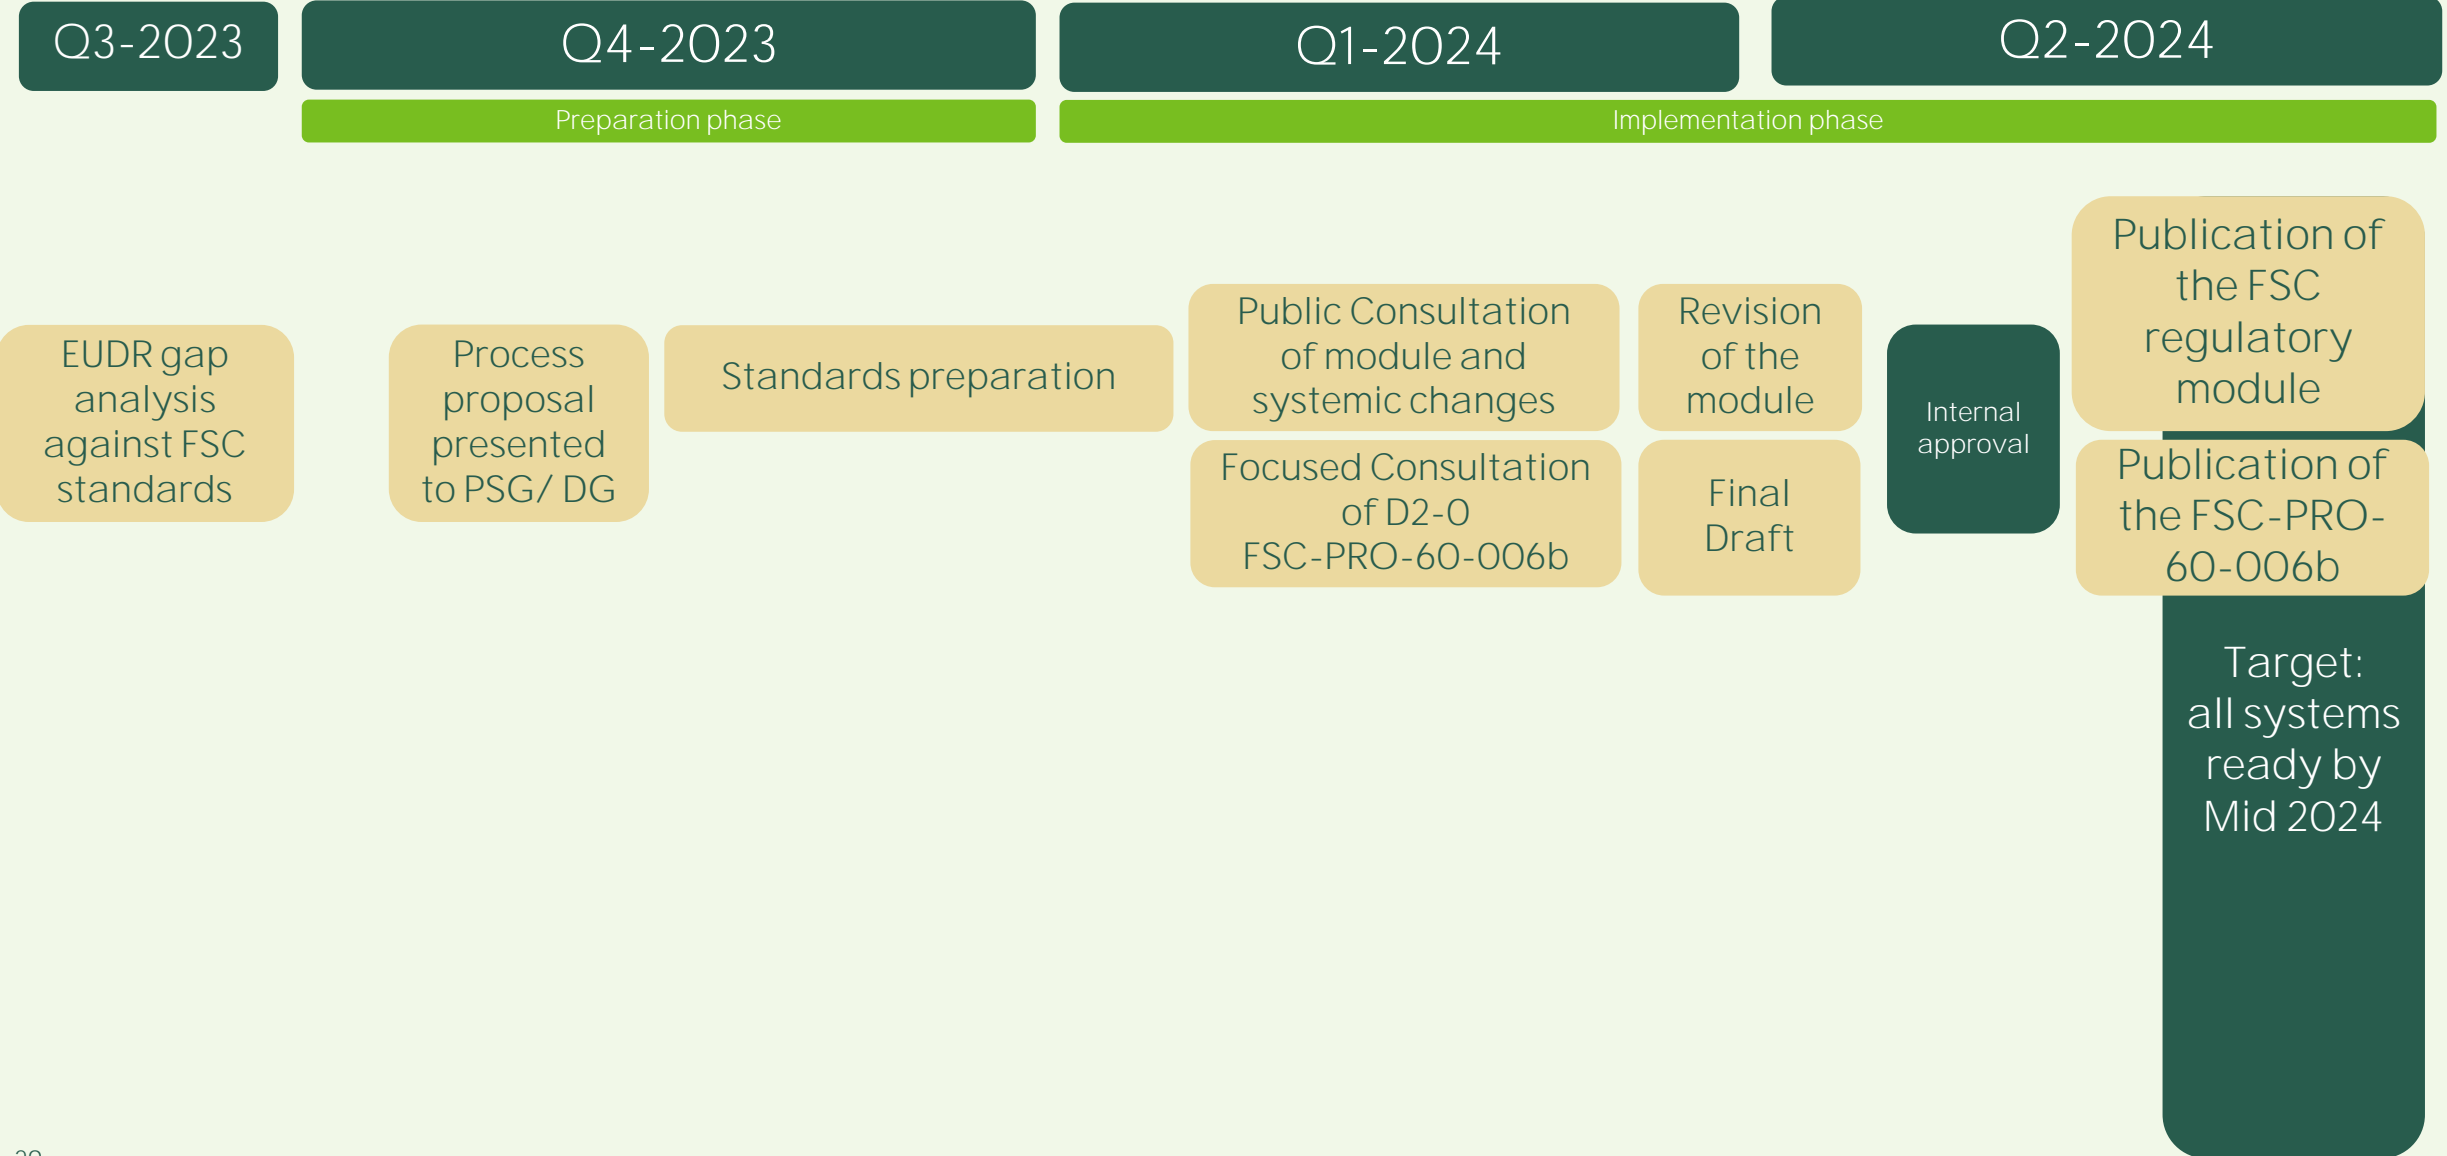 Q3-2023
Q4-2023
Q1-2024
Q2-2024
Preparation phase
Implementation phase
EUDR gap
analysis
against FSC
standards
Process
proposal
presented
to PSG/ DG
Standards preparation
Public Consultation
of module and
systemic changes
Focused Consultation
of D2-0
FSC-PRO-60-006b
Revision
of the
module
Final
Draft
Internal
approval
Publication of
the FSC
regulatory
module
Publication of
the FSC-PRO-
60-006b
Target:
all systems
ready by
Mid 2024